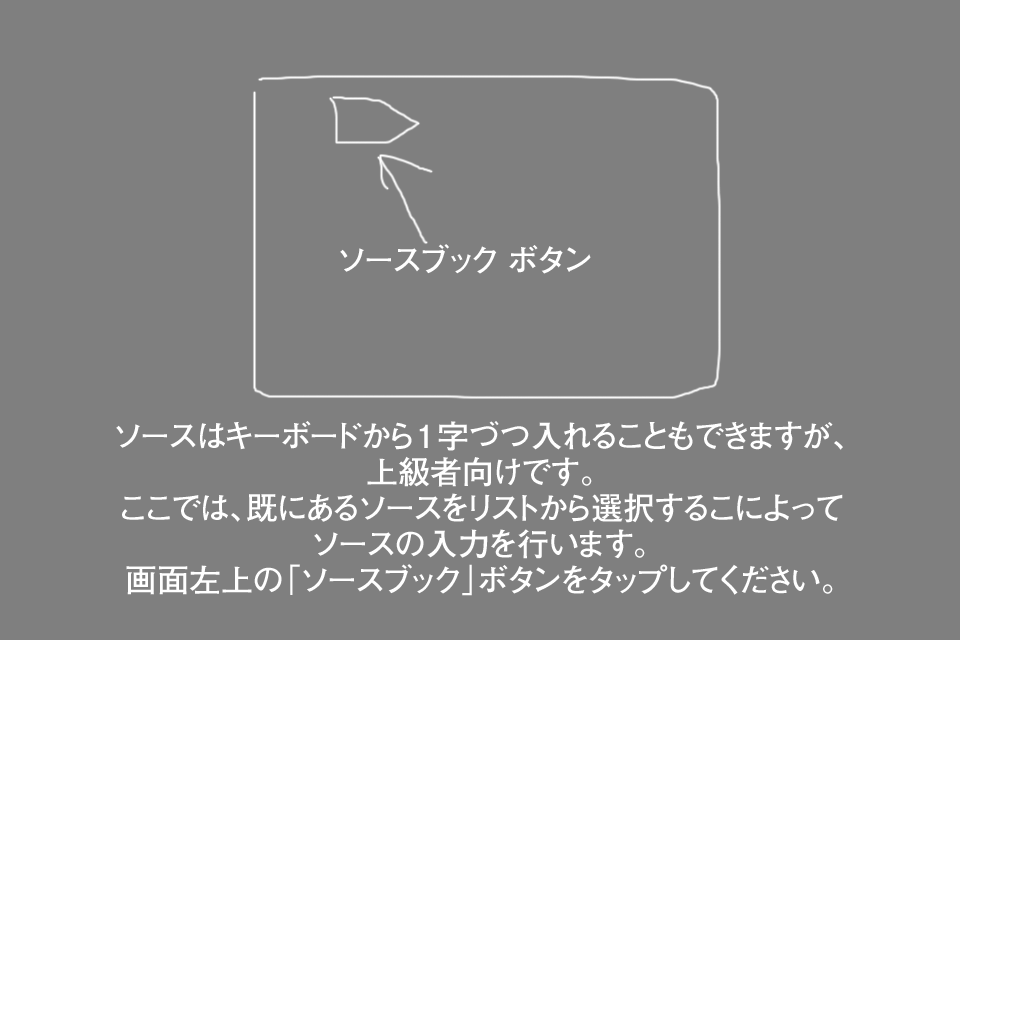 ソースブック ボタン
ソースはキーボードから1字づつ入れることもできますが、
上級者向けです。
ここでは、既にあるソースをリストから選択するこによって
ソースの入力を行います。
画面左上の「ソースブック」ボタンをタップしてください。